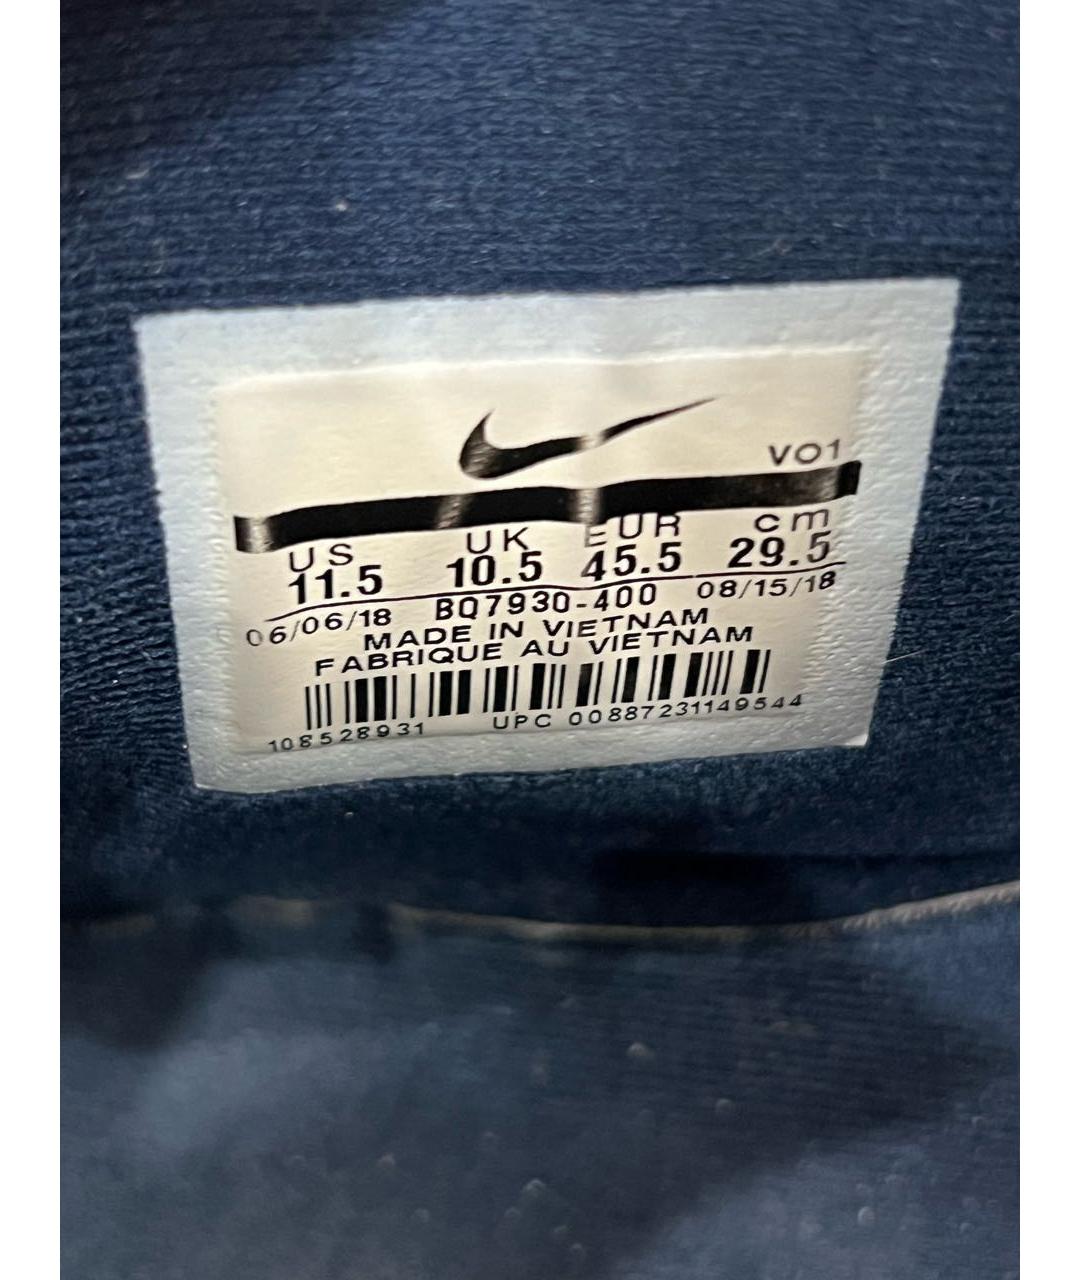 VO1
US UK EUR cm
11.5 10.5 45.5 29.5
06/06/18 BQ7930-400 08/15/18
MADE IN VIETNAM
FABRIQUE AU VIETNAM
108528931 UPC 00887231149544